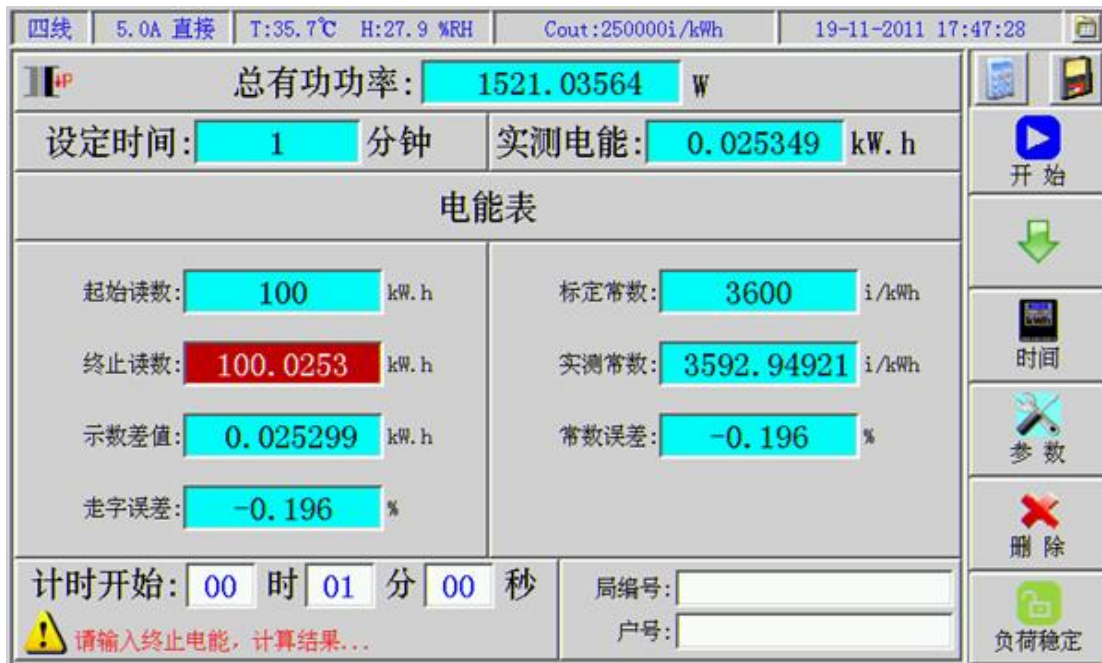 四线 5.0A 直接 T:35.7℃ H:27.9 %RH Cout:250000i/kWh 19-11-2011 17:47:28
P 总有功功率: 1521.03564 W
设定时间: 1 分钟 实测电能: 0.025349 kW.h
电能表
起始读数: 100 kW.h 标定常数: 3600 i/kWh
终止读数: 100.0253 kW.h 实测常数: 3592.94921 i/kWh
示数差值: 0.025299 kW.h 常数误差: -0.196 %
走字误差: -0.196 %
计时开始: 00 时 01 分 00 秒
请输入终止电能, 计算结果...
局编号:
户号:
开 始
时间
参 数
删 除
负荷稳定